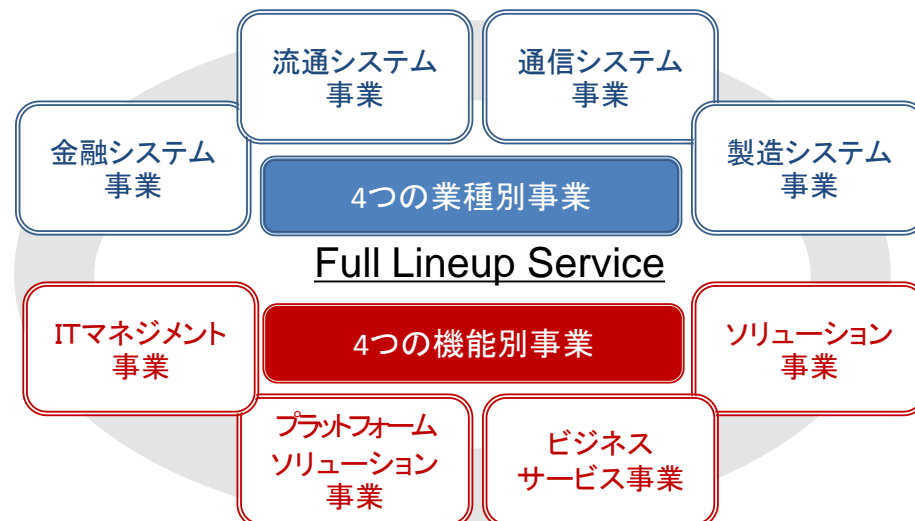 流通システム
事業
通信システム
事業
金融システム
事業
製造システム
事業
4つの業種別事業
Full Lineup Service
ITマネジメント
事業
4つの機能別事業
ソリューション
事業
プラットフォーム
ソリューション
事業
ビジネス
サービス事業